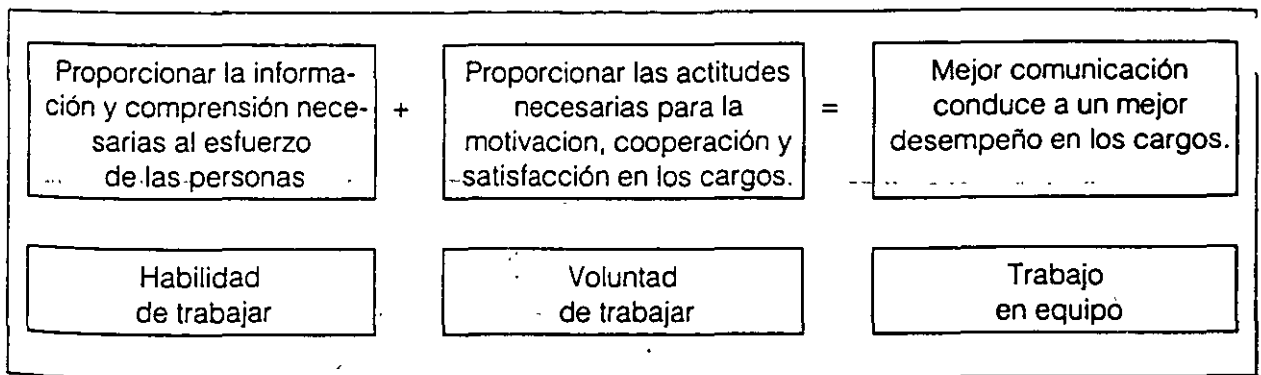 Proporcionar la informa-
ción y comprensión nece-
sarias al esfuerzo
de las personas
+
Proporcionar las actitudes
necesarias para la
motivacion, cooperación y
satisfacción en los cargos.
=
Mejor comunicación
conduce a un mejor
desempeño en los cargos.
Habilidad
de trabajar
Voluntad
de trabajar
Trabajo
en equipo